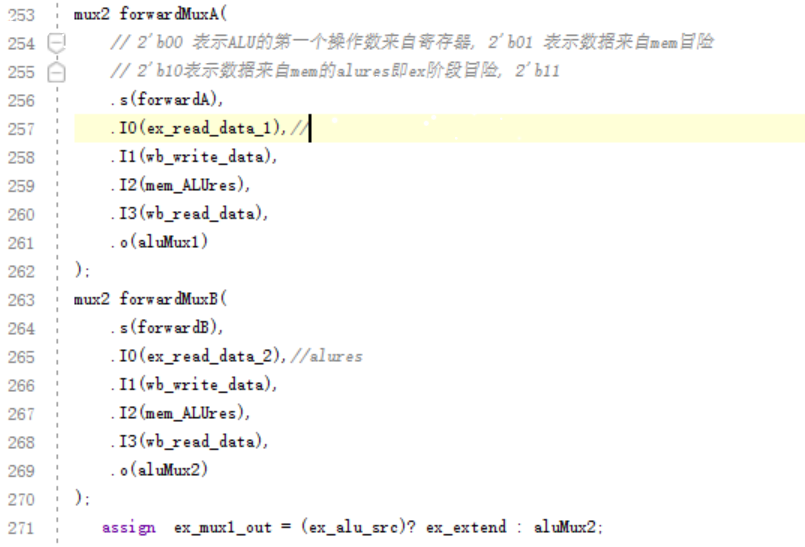 253 mux2 forwardMuxA(
254 // 2'b00 表示ALU的第一个操作数来自寄存器, 2'b01 表示数据来自mem冒险
255 // 2'b10表示数据来自mem的alures即ex阶段冒险, 2'b11
256 .s(forwardA),
257 .I0(ex_read_data_1),//
258 .I1(wb_write_data),
259 .I2(mem_ALUres),
260 .I3(wb_read_data),
261 .o(aluMux1)
262 );
263 mux2 forwardMuxB(
264 .s(forwardB),
265 .I0(ex_read_data_2),//alures
266 .I1(wb_write_data),
267 .I2(mem_ALUres),
268 .I3(wb_read_data),
269 .o(aluMux2)
270 );
271 assign ex_mux1_out = (ex_alu_src)? ex_extend : aluMux2;